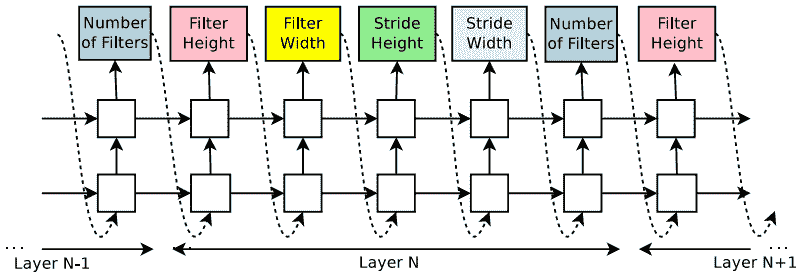 Number
of Filters
Filter
Height
Filter
Width
Stride
Height
Stride
Width
Number
of Filters
Filter
Height
...
Layer N-1
Layer N
Layer N+1
...